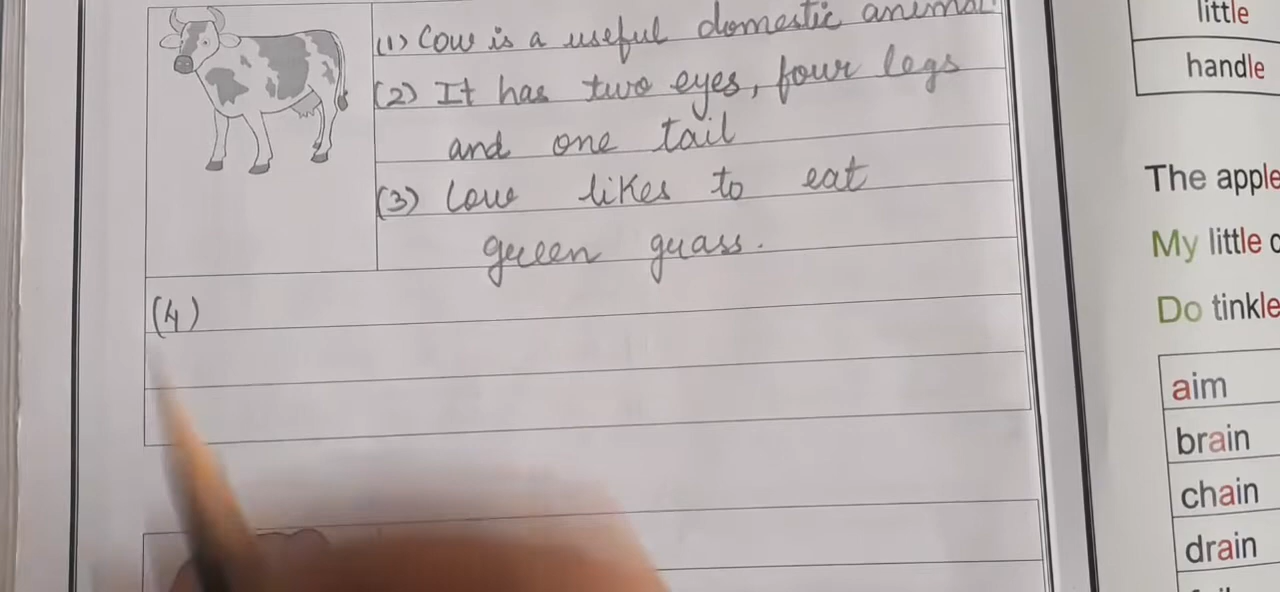 (1) Cow is a useful domestic animal.
(2) It has two eyes, four legs
and one tail
(3) Cow likes to eat
green grass.
(4)
little
handle
The apple
My little
Do tinkle
aim
brain
chain
drain